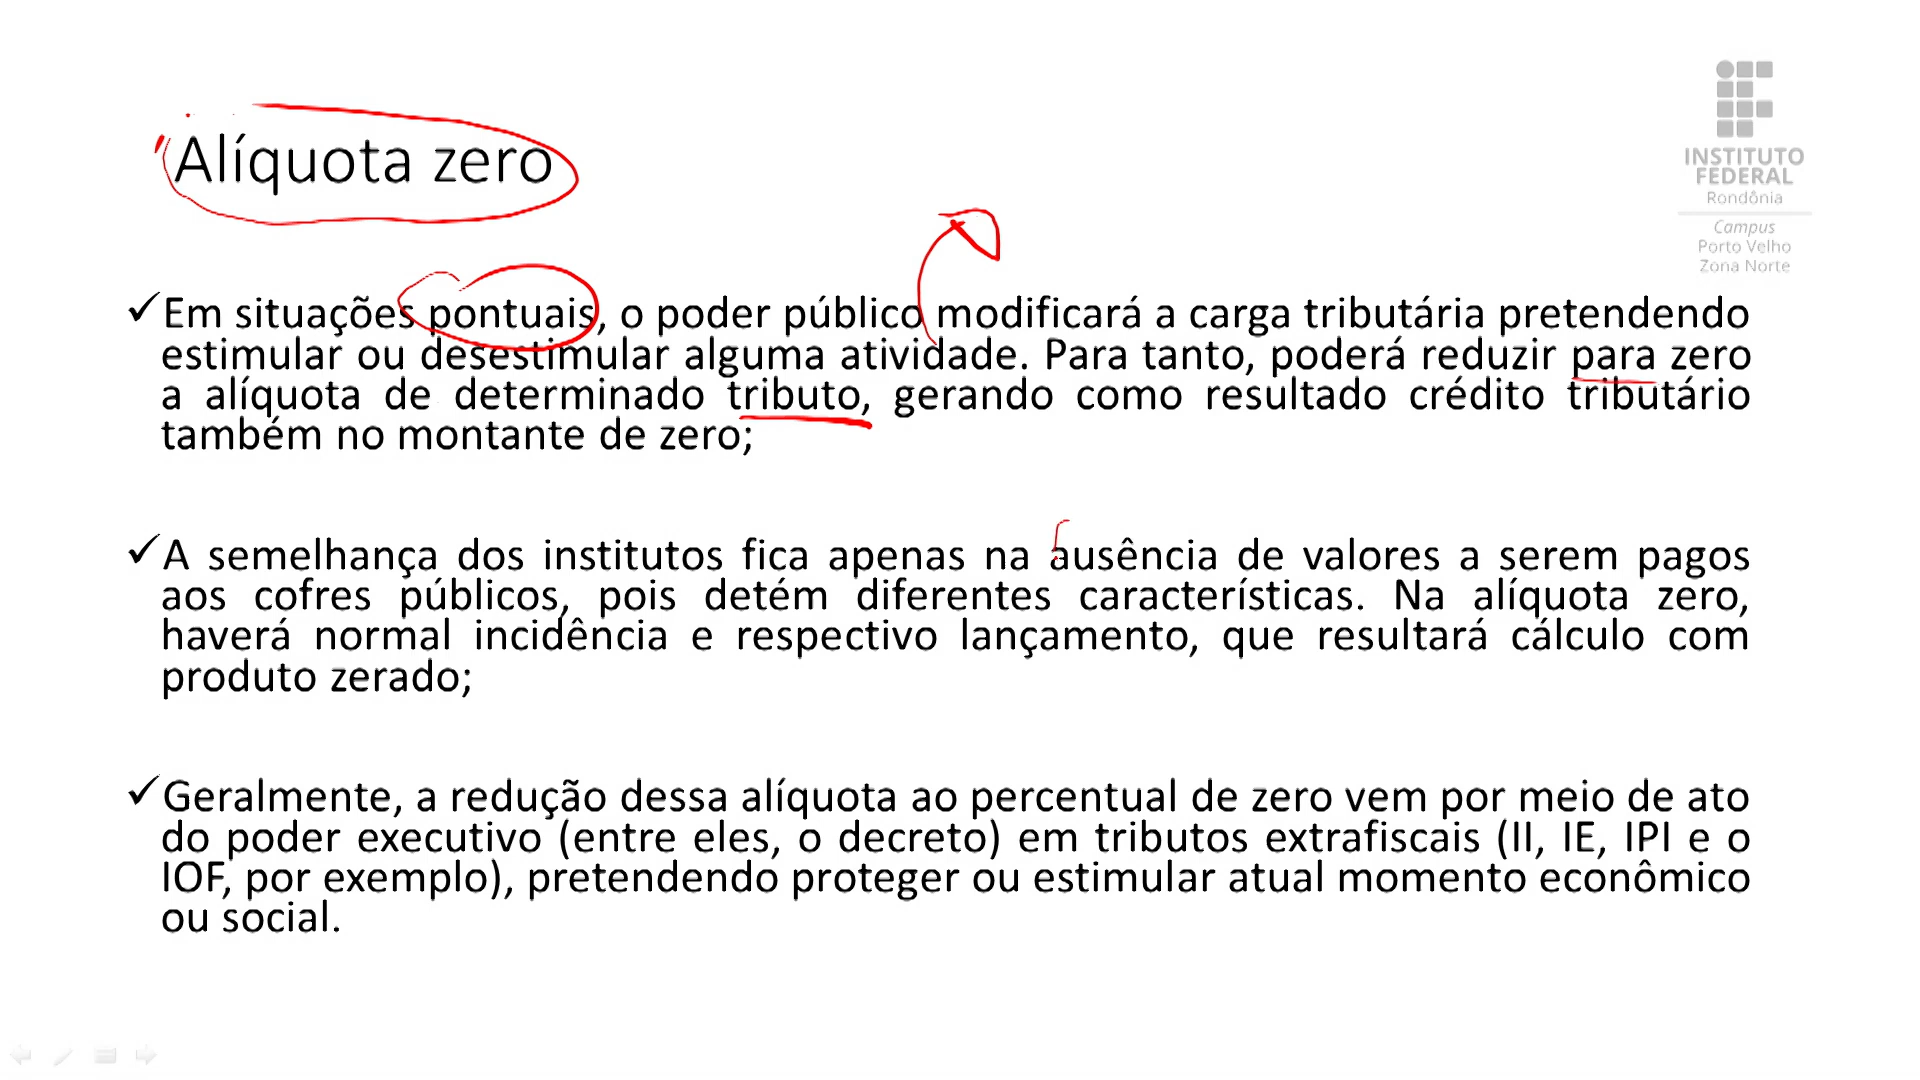 Alíquota zero
INSTITUTO
FEDERAL
Rondônia
Campus
Porto Velho
Zona Norte
✓Em situações pontuais, o poder público modificará a carga tributária pretendendo
estimular ou desestimular alguma atividade. Para tanto, poderá reduzir para zero
a alíquota de determinado tributo, gerando como resultado crédito tributário
também no montante de zero;
✓A semelhança dos institutos fica apenas na ausência de valores a serem pagos
aos cofres públicos, pois detém diferentes características. Na alíquota zero,
haverá normal incidência e respectivo lançamento, que resultará cálculo com
produto zerado;
✓Geralmente, a redução dessa alíquota ao percentual de zero vem por meio de ato
do poder executivo (entre eles, o decreto) em tributos extrafiscais (II, IE, IPI e o
IOF, por exemplo), pretendendo proteger ou estimular atual momento econômico
ou social.